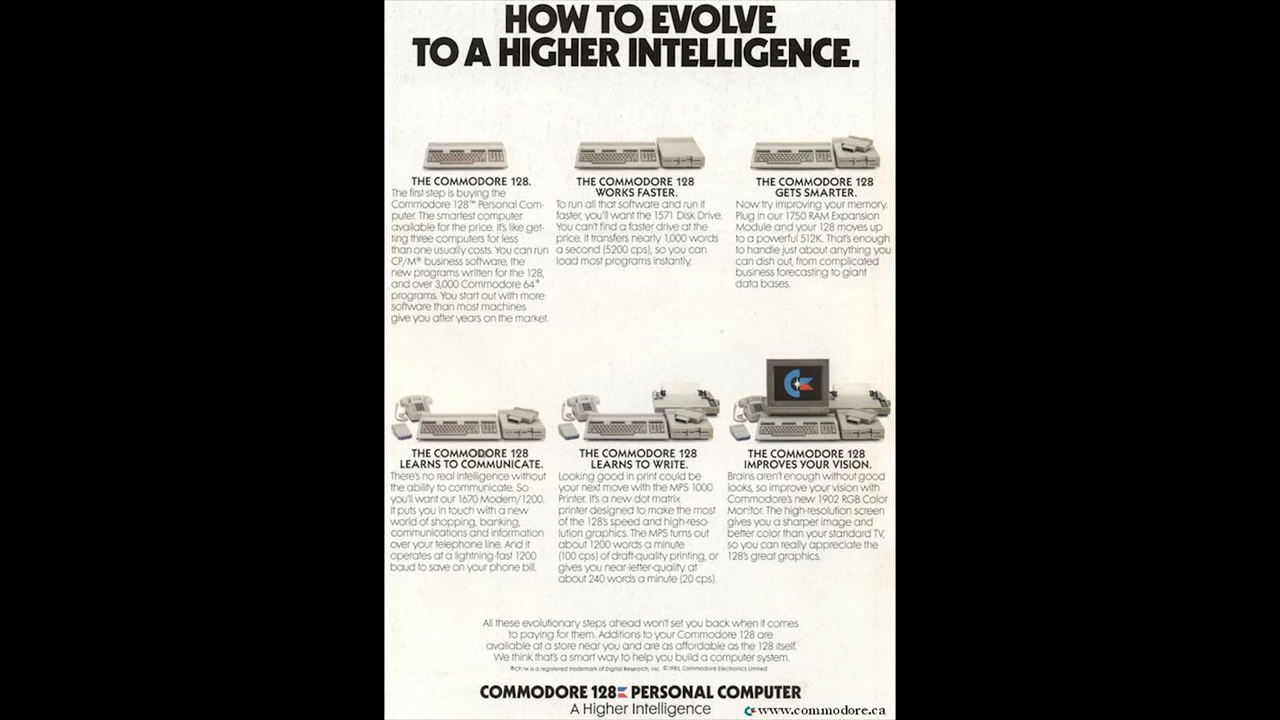 HOW TO EVOLVE
TO A HIGHER INTELLIGENCE.
THE COMMODORE 128.
The first step is buying the
Commodore 128™ Personal Com-
puter. The smartest computer
available for the price. It's like get-
ting three computers for less
than one usually costs. You can run
CP/M® business software, the
new programs written for the 128,
and over 3,000 Commodore 64®
programs. You start out with more
software than most machines
give you after years on the market.
THE COMMODORE 128
WORKS FASTER.
To run all that software and run it
faster, you'll want the 1571 Disk Drive.
You can't find a faster drive at the
price. It transfers nearly 1,000 words
a second (5200 cps), so you can
load most programs instantly.
THE COMMODORE 128
GETS SMARTER.
Now try improving your memory.
Plug in our 1750 RAM Expansion
Module and your 128 moves up
to a powerful 512K. That's enough
to handle just about anything you
can dish out, from complicated
business forecasting to giant
data bases.
THE COMMODORE 128
LEARNS TO COMMUNICATE.
There's no real intelligence without
the ability to communicate. So
you'll want our 1670 Modem/1200.
It puts you in touch with a new
world of shopping, banking,
communications and information
over your telephone line. And it
operates at a lightning-fast 1200
baud to save on your phone bill.
THE COMMODORE 128
LEARNS TO WRITE.
Looking good in print could be
your next move with the MPS 1000
Printer. It's a new dot matrix
printer designed to make the most
of the 128's speed and high-reso-
lution graphics. The MPS turns out
about 1200 words a minute
(100 cps) of draft-quality printing, or
gives you near-letter-quality at
about 240 words a minute (20 cps).
THE COMMODORE 128
IMPROVES YOUR VISION.
Brains aren't enough without good
looks, so improve your vision with
Commodore's new 1902 RGB Color
Monitor. The high-resolution screen
gives you a sharper image and
better color than your standard TV,
so you can really appreciate the
128's great graphics.
All these evolutionary steps ahead won't set you back when it comes
to paying for them. Additions to your Commodore 128 are
available at a store near you and are as affordable as the 128 itself.
We think that's a smart way to help you build a computer system.
®CP/M is a registered trademark of Digital Research, Inc. © 1985, Commodore Electronics Limited
COMMODORE 128 PERSONAL COMPUTER
A Higher Intelligence
www.commodore.ca